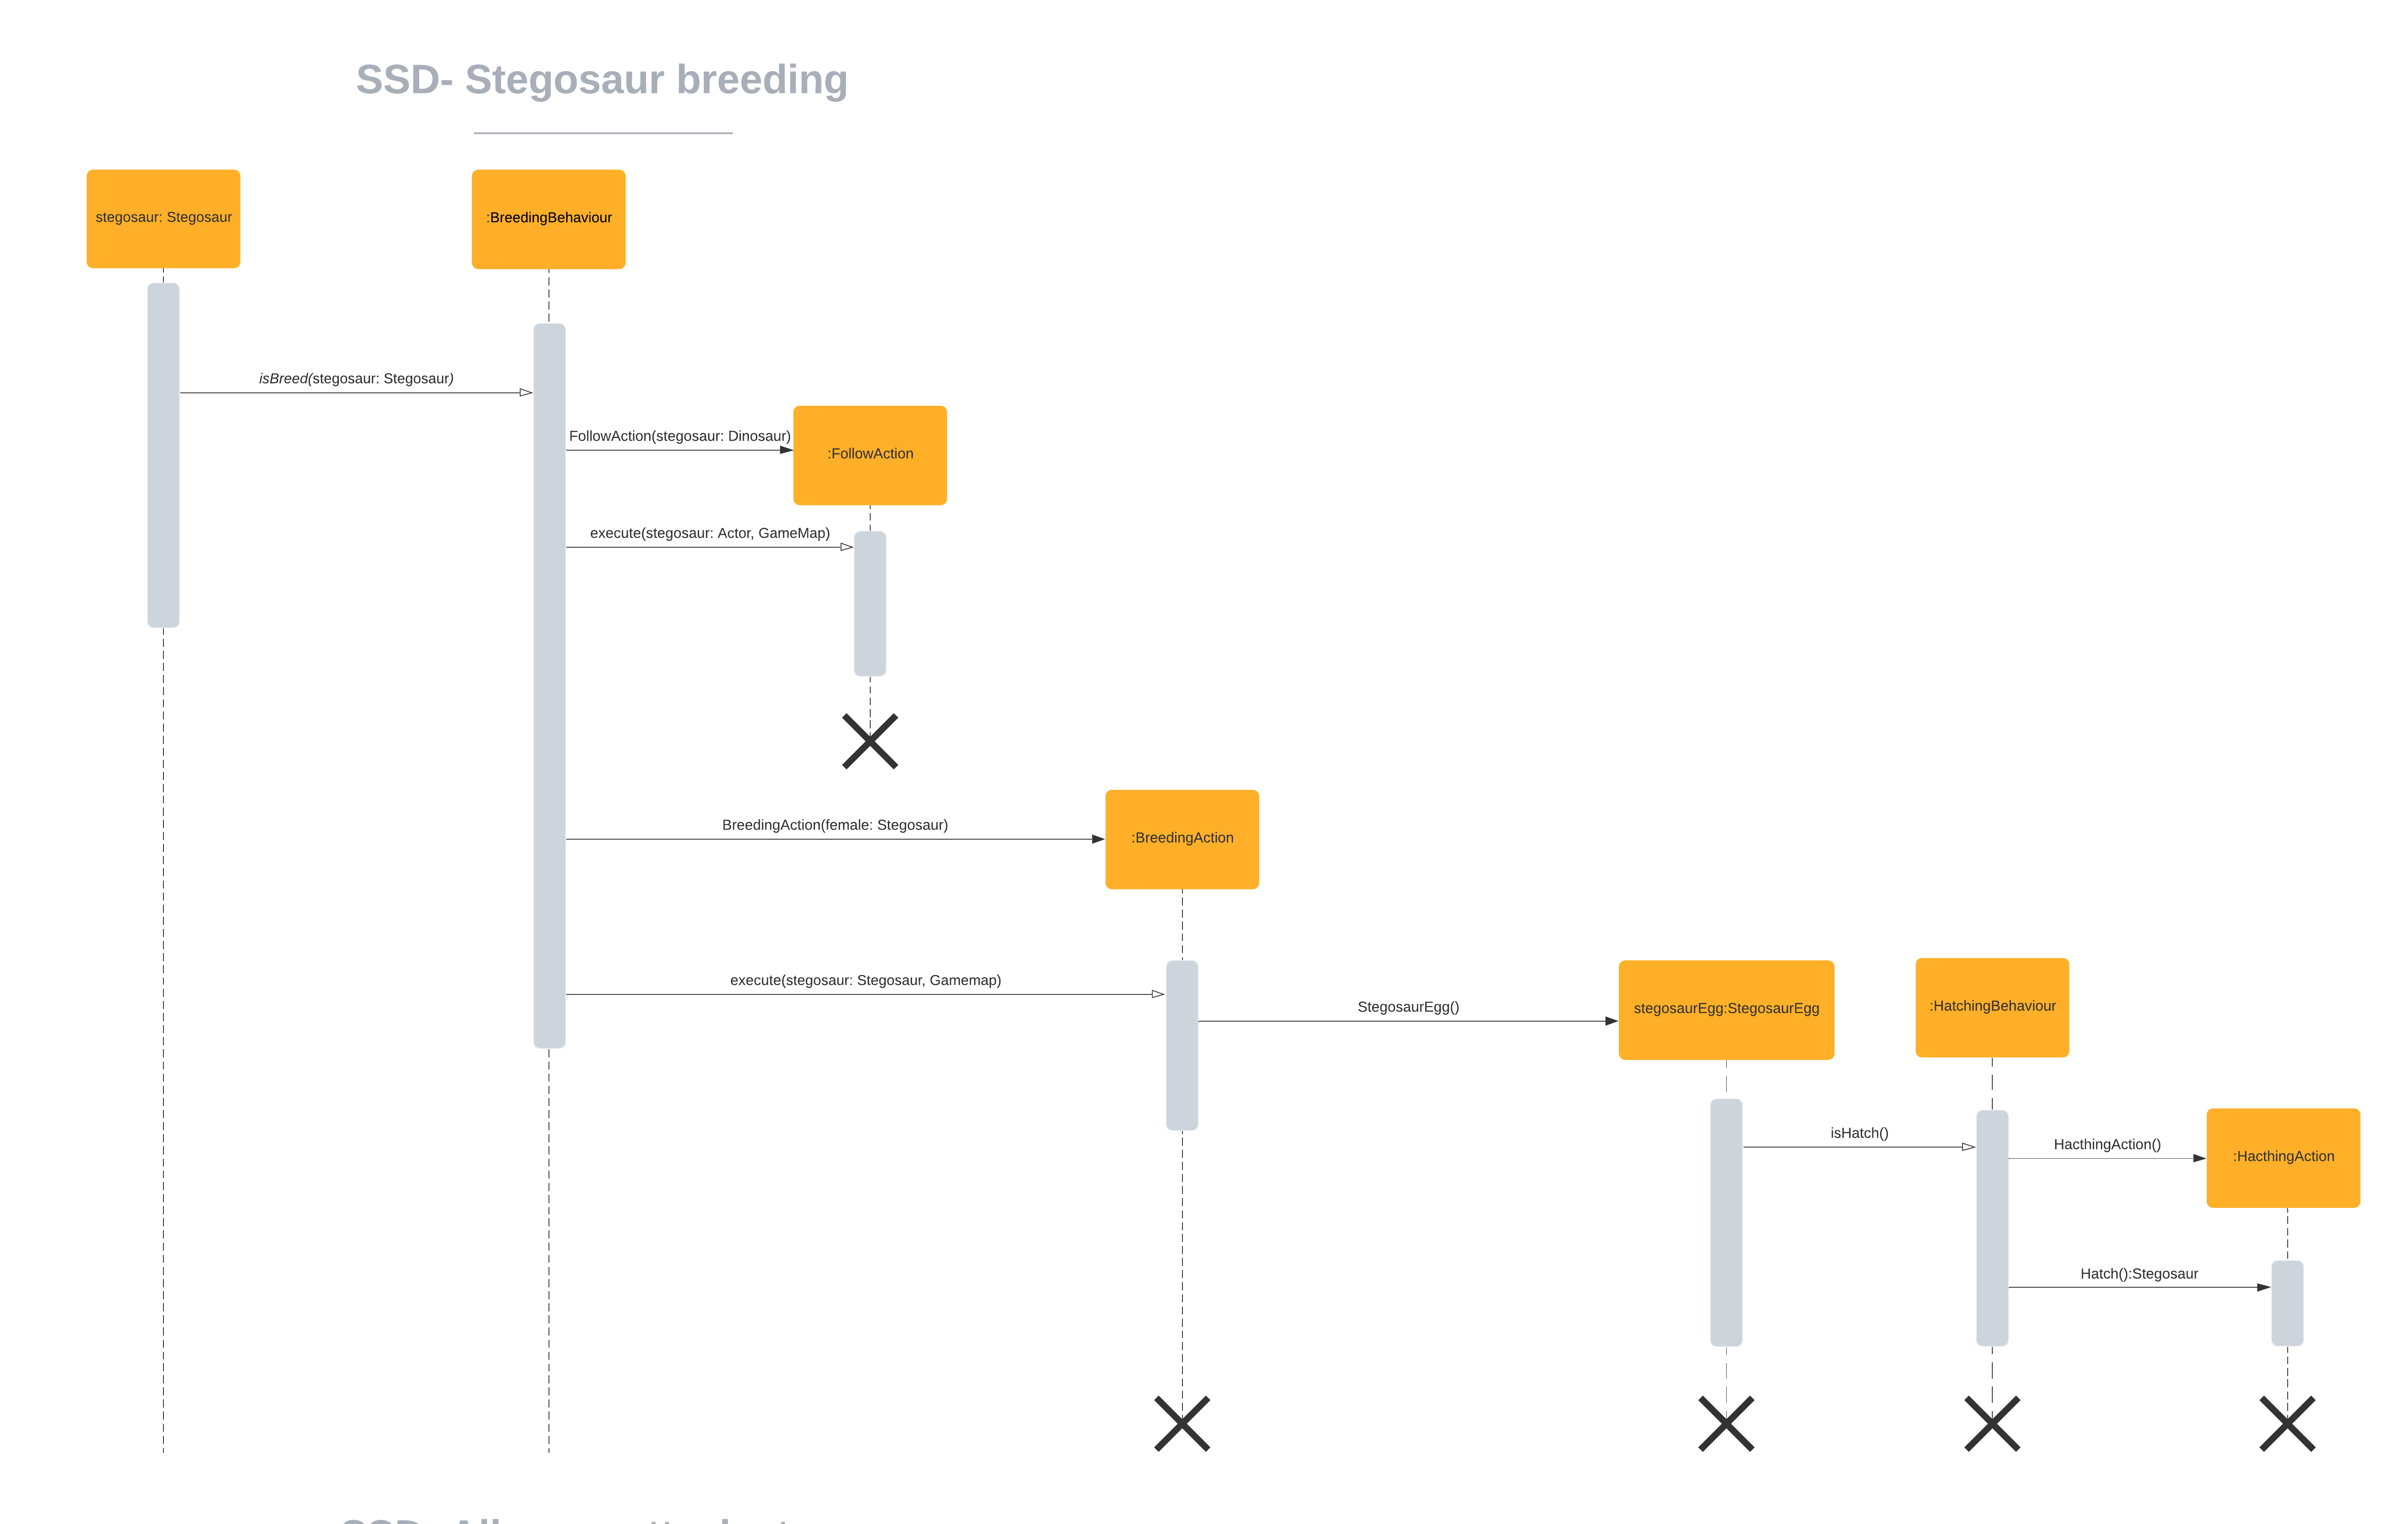 SSD- Stegosaur breeding
stegosaur: Stegosaur
:BreedingBehaviour
isBreed(stegosaur: Stegosaur)
FollowAction(stegosaur: Dinosaur)
:FollowAction
execute(stegosaur: Actor, GameMap)
BreedingAction(female: Stegosaur)
:BreedingAction
execute(stegosaur: Stegosaur, Gamemap)
StegosaurEgg()
stegosaurEgg:StegosaurEgg
:HatchingBehaviour
isHatch()
HacthingAction()
:HacthingAction
Hatch():Stegosaur